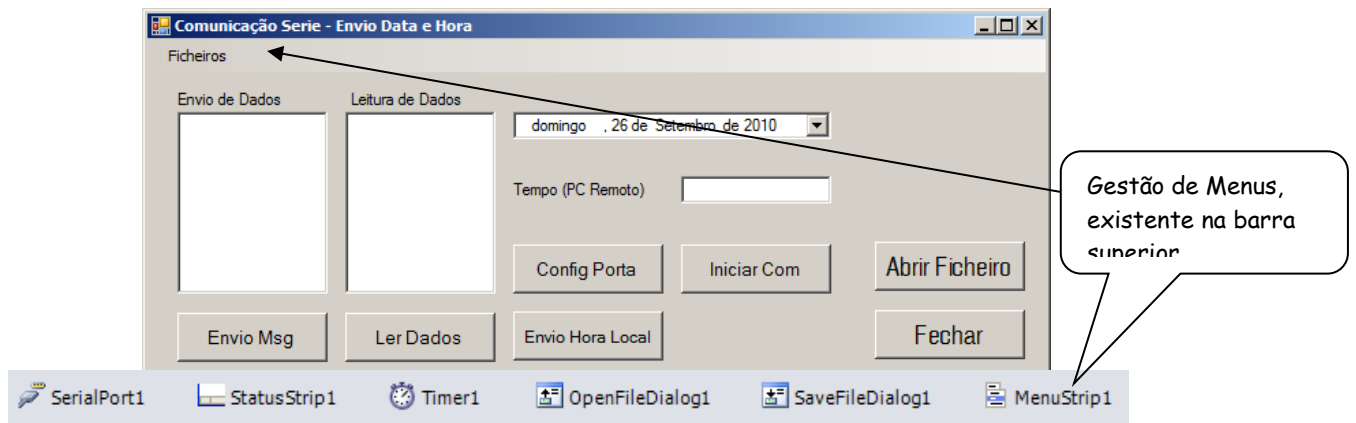 Comunicação Serie - Envio Data e Hora
Ficheiros
Envio de Dados Leitura de Dados
domingo , 26 de Setembro de 2010
Tempo (PC Remoto)
Gestão de Menus,
existente na barra
superior
Config Porta Iniciar Com Abrir Ficheiro
Envio Msg Ler Dados Envio Hora Local Fechar
SerialPort1 StatusStrip1 Timer1 OpenFileDialog1 SaveFileDialog1 MenuStrip1